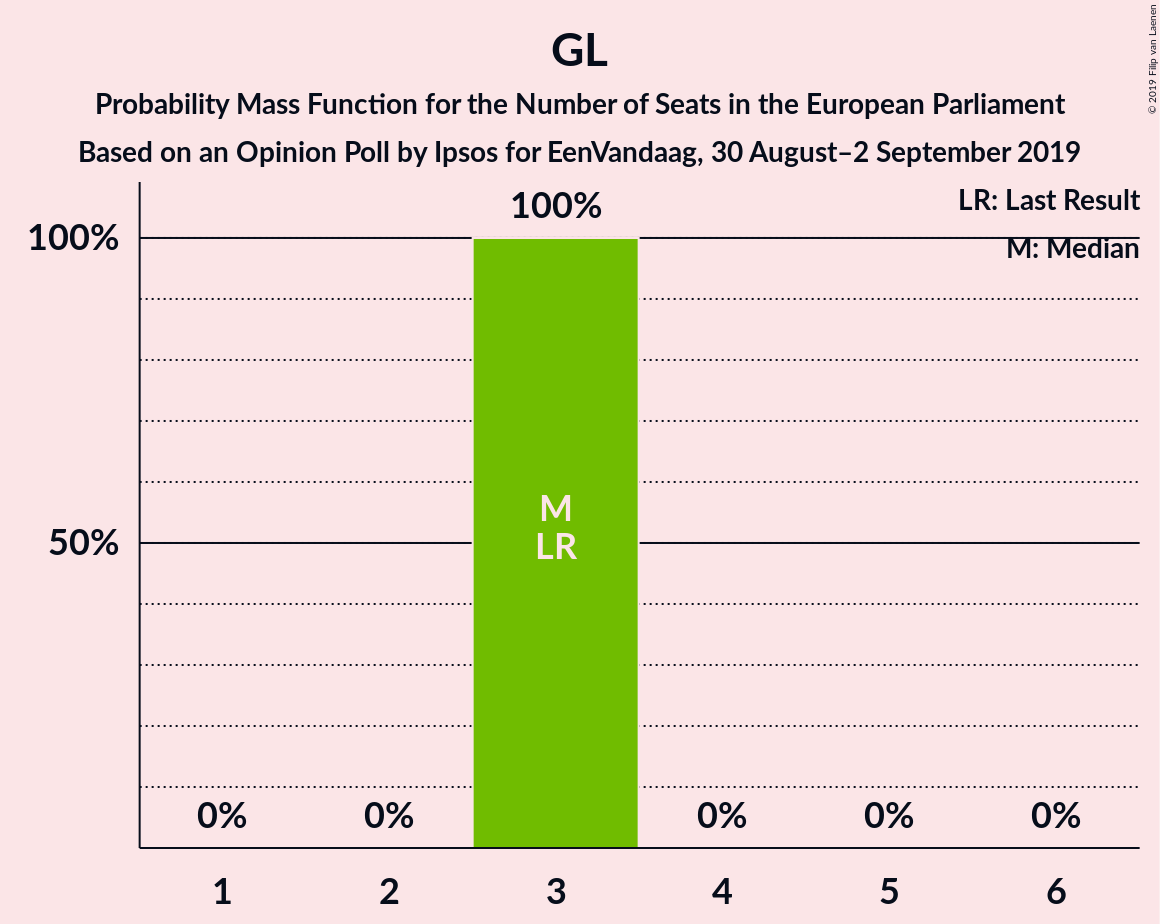 GL
Probability Mass Function for the Number of Seats in the European Parliament
Based on an Opinion Poll by Ipsos for EenVandaag, 30 August–2 September 2019
© 2019 Filip van Laenen
LR: Last Result
M: Median
100%
100%
50%
M
LR
0%
0%
0%
0%
0%
1
2
3
4
5
6